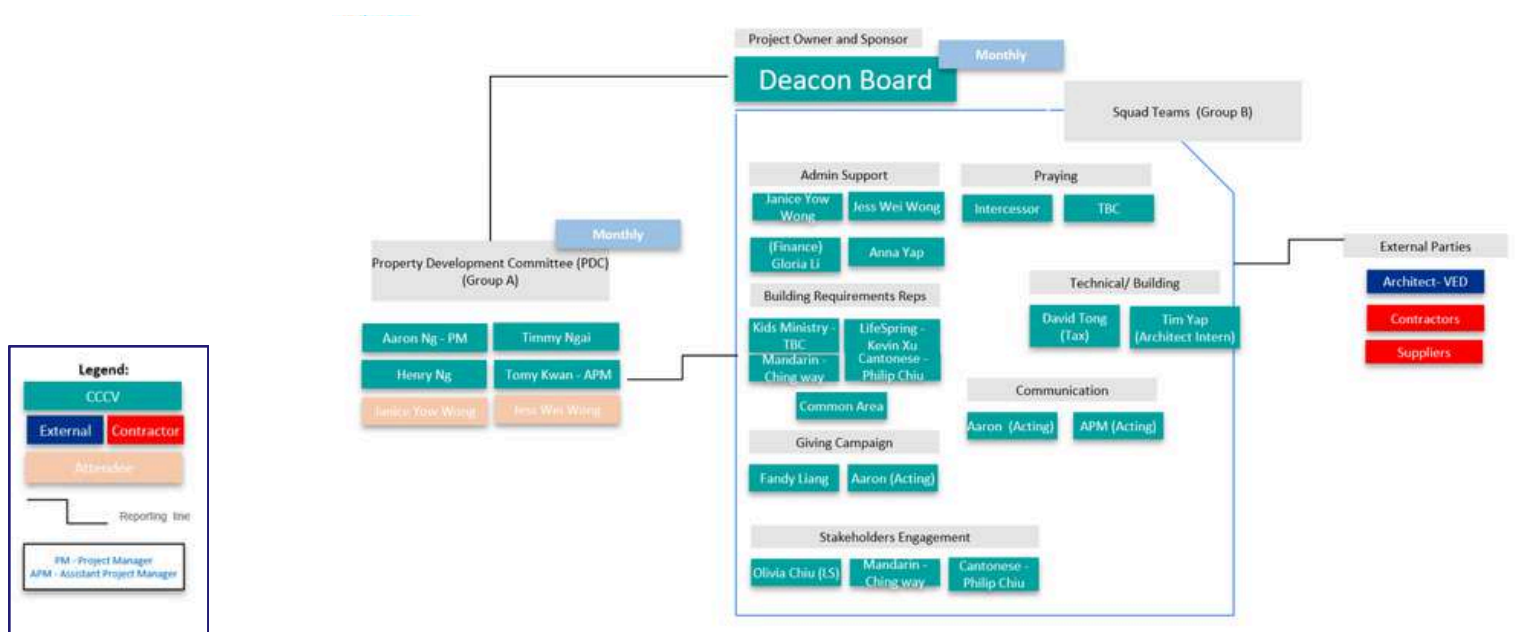 Project Owner and Sponsor
Monthly
Deacon Board
Squad Teams (Group B)
Admin Support
Janice Yow
Wong
Jess Wei Wong
(Finance)
Gloria Li
Anna Yap
Praying
Intercessor
TBC
Monthly
Property Development Committee (PDC)
(Group A)
Aaron Ng - PM
Timmy Ngai
Henry Ng
Tomy Kwan - APM
Janice Yow Wong
Jess Wei Wong
Building Requirements Reps
Kids Ministry -
TBC
LifeSpring -
Kevin Xu
Mandarin -
Ching way
Cantonese -
Philip Chiu
Common Area
Technical/ Building
David Tong
(Tax)
Tim Yap
(Architect Intern)
Communication
Aaron (Acting)
APM (Acting)
Giving Campaign
Fandy Liang
Aaron (Acting)
Stakeholders Engagement
Olivia Chiu (LS)
Mandarin -
Ching way
Cantonese -
Philip Chiu
External Parties
Architect- VED
Contractors
Suppliers
Legend:
CCCV
External
Contractor
Attendee
Reporting line
PM - Project Manager
APM - Assistant Project Manager